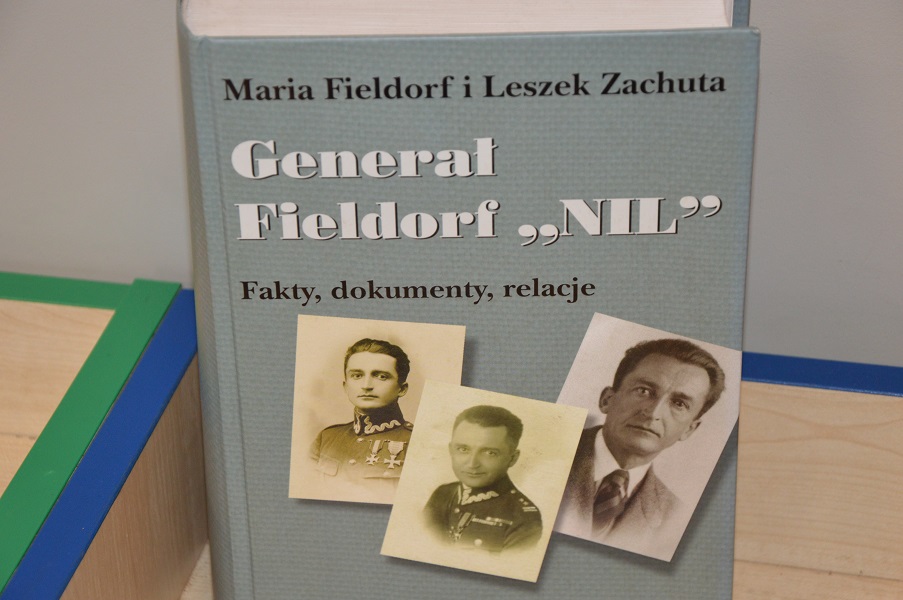 Maria Fieldorf i Leszek Zachuta
Generał
Fieldorf „NIL”
Fakty, dokumenty, relacje